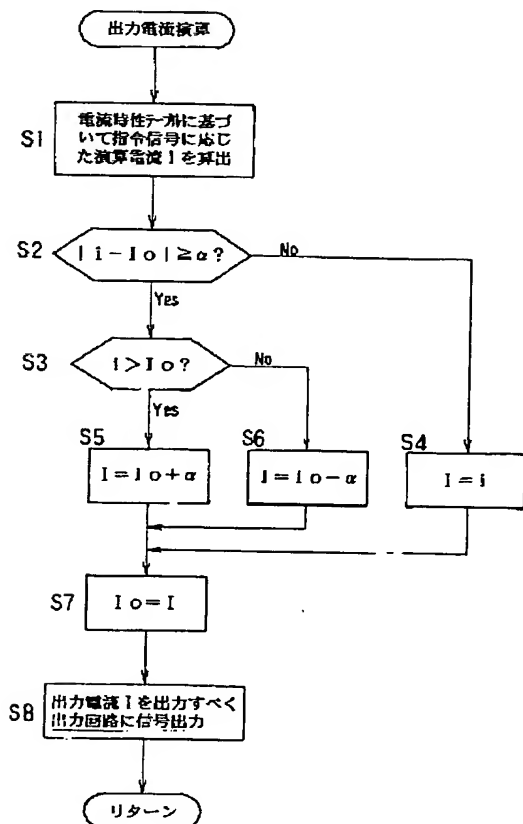 出力電流演算
S1
電流特性テーブルに基づ
いて指令信号に応じ
た演算電流iを算出
S2
|i-Io|≧α?
No
Yes
S3
i>Io?
No
Yes
S5
I=Io+α
S6
I=Io-α
S4
I=i
S7
Io=I
S8
出力電流Iを出力すべく
出力回路に信号出力
リターン